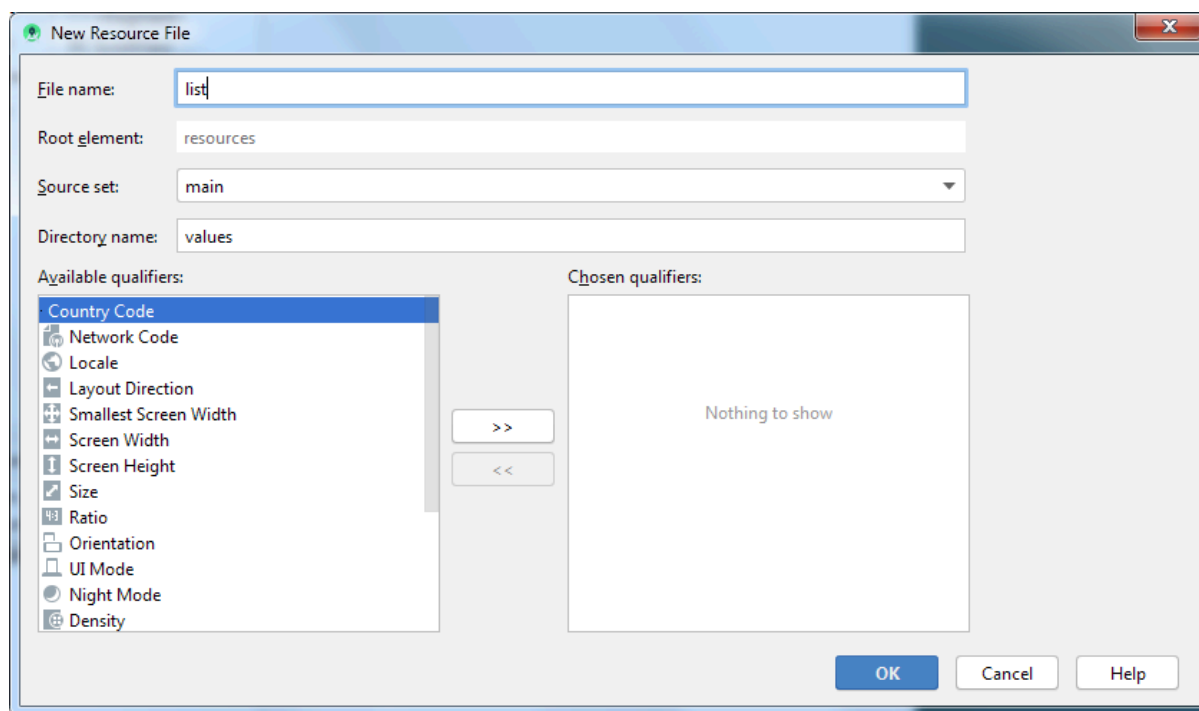 New Resource File
File name: list
Root element: resources
Source set: main
Directory name: values
Available qualifiers: Chosen qualifiers:
Country Code
Network Code
Locale
Layout Direction
Smallest Screen Width
Nothing to show
>>
Screen Width
Screen Height
<<
Size
Ratio
Orientation
UI Mode
Night Mode
Density
OK Cancel Help